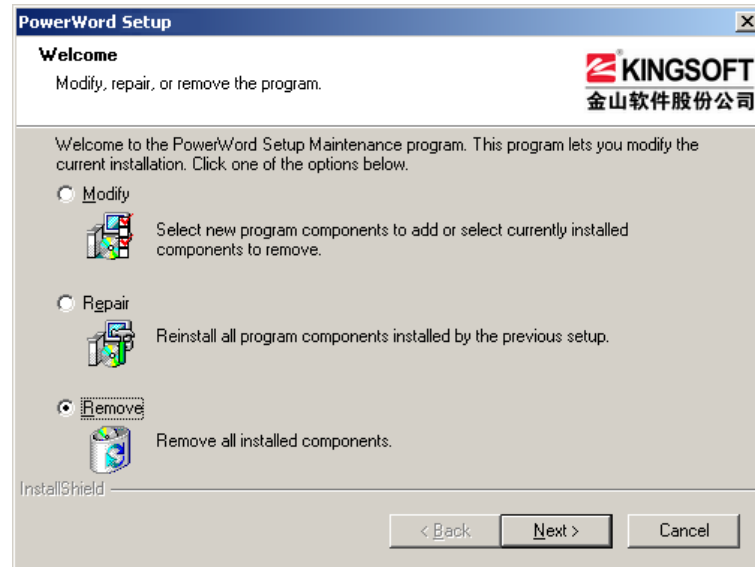 PowerWord Setup
Welcome
Modify, repair, or remove the program.
KINGSOFT
金山软件股份公司
Welcome to the PowerWord Setup Maintenance program. This program lets you modify the
current installation. Click one of the options below.
Modify
Select new program components to add or select currently installed
components to remove.
Repair
Reinstall all program components installed by the previous setup.
Remove
Remove all installed components.
InstallShield
< Back
Next >
Cancel